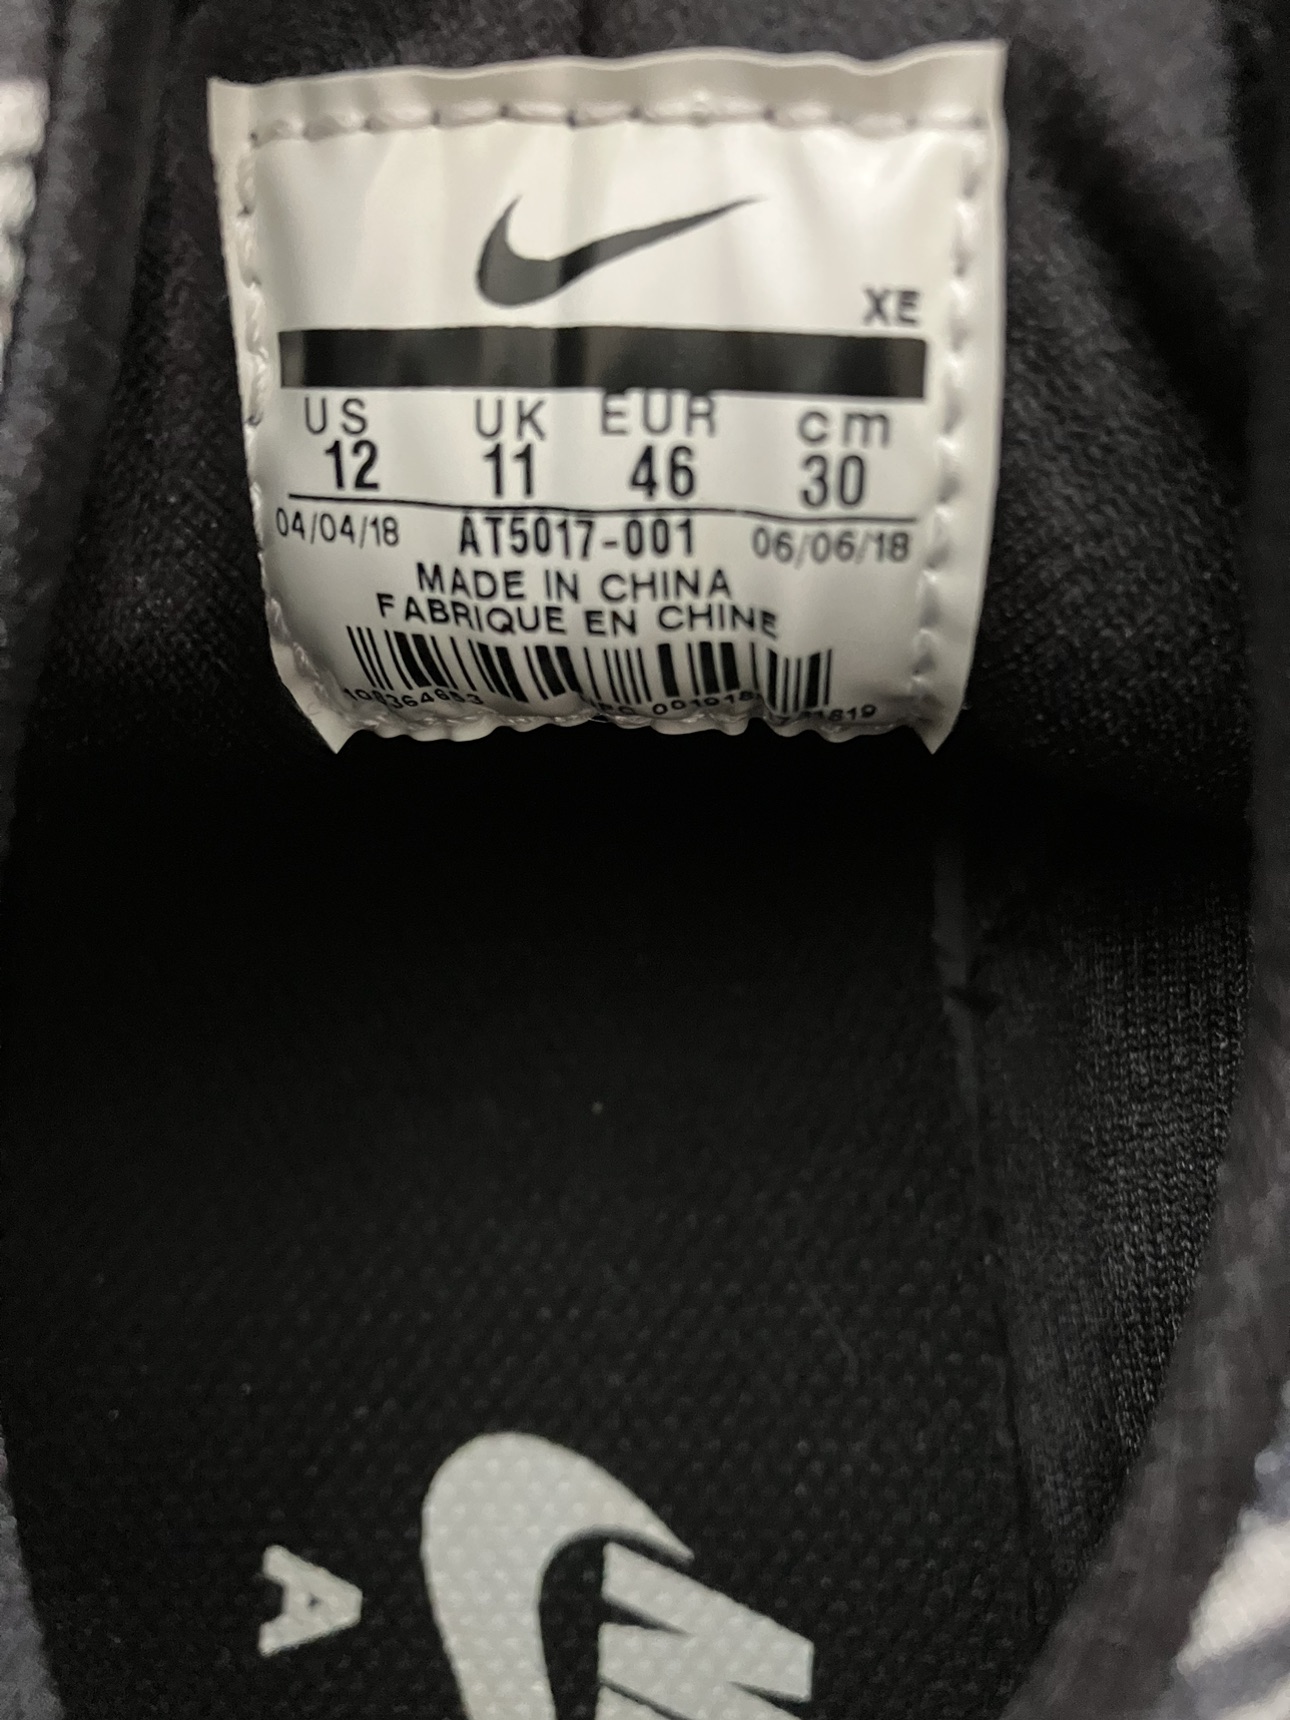 XE
US UK EUR cm
12 11 46 30
04/04/18 AT5017-001 06/06/18
MADE IN CHINA
FABRIQUE EN CHINE
A